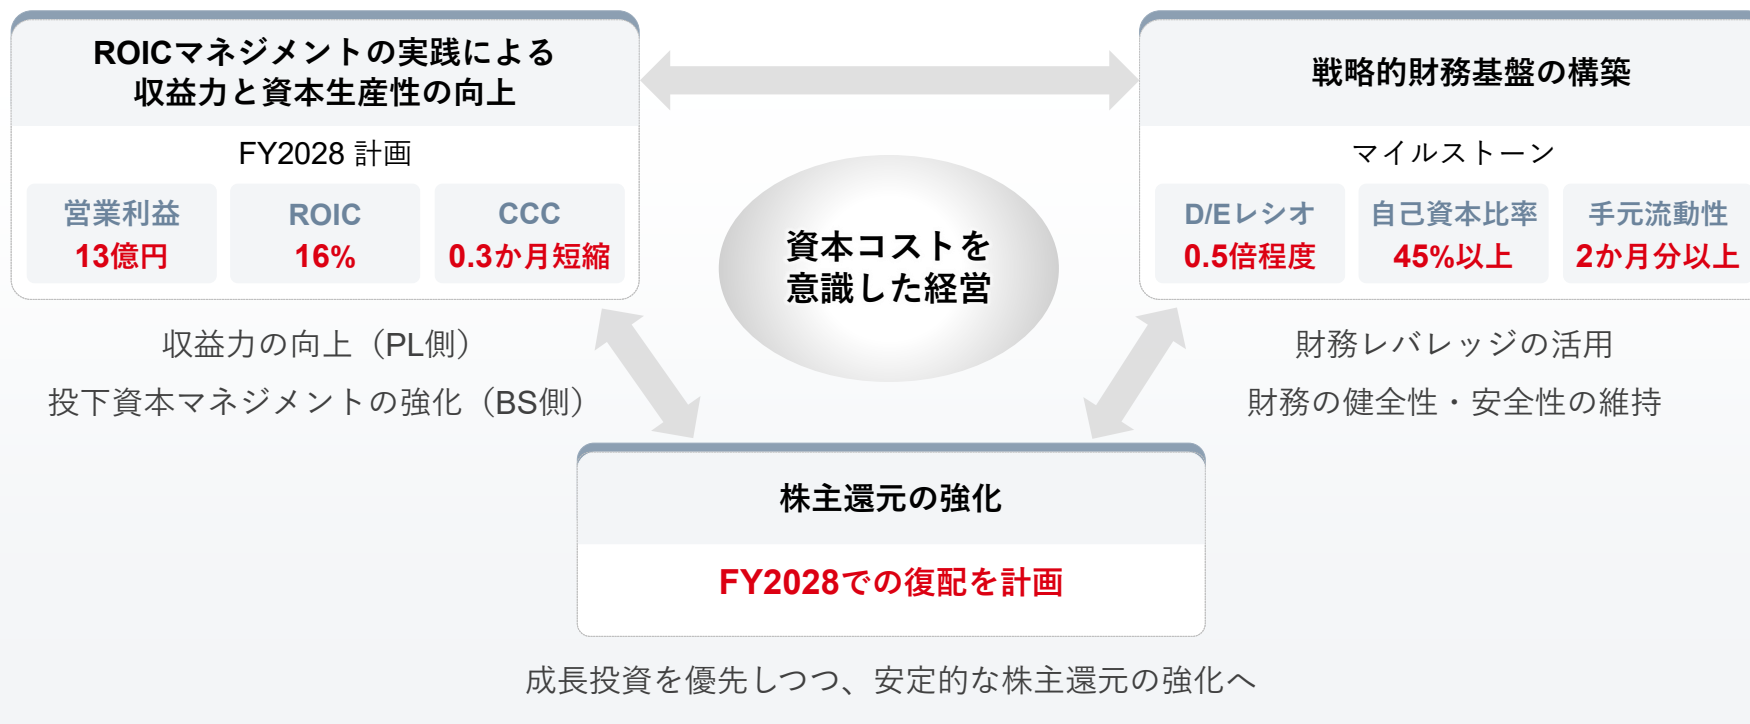 ROICマネジメントの実践による
収益力と資本生産性の向上
FY2028 計画
営業利益
13億円
ROIC
16%
CCC
0.3か月短縮
収益力の向上（PL側）
投下資本マネジメントの強化（BS側）
資本コストを
意識した経営
戦略的財務基盤の構築
マイルストーン
D/Eレシオ
0.5倍程度
自己資本比率
45%以上
手元流動性
2か月分以上
財務レバレッジの活用
財務の健全性・安全性の維持
株主還元の強化
FY2028での復配を計画
成長投資を優先しつつ、安定的な株主還元の強化へ